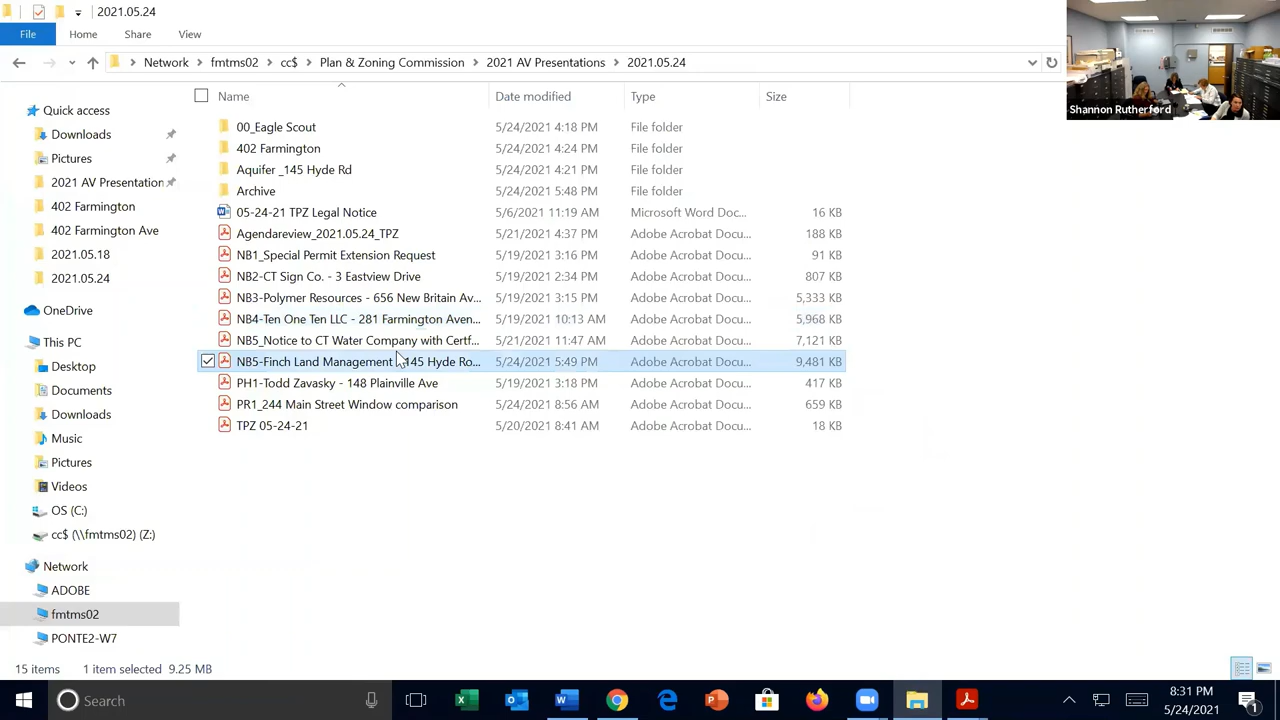 2021.05.24
File Home Share View
Network fmtms02 cc$ Plan & Zoning Commission 2021 AV Presentations 2021.05.24
Shannon Rutherford
Name Date modified Type Size
Quick access
Downloads
Pictures
2021 AV Presentation
402 Farmington
402 Farmington Ave
2021.05.18
2021.05.24
OneDrive
This PC
Desktop
Documents
Downloads
Music
Pictures
Videos
OS (C:)
cc$ (\\fmtms02) (Z:)
Network
ADOBE
fmtms02
PONTE2-W7
00_Eagle Scout 5/24/2021 4:18 PM File folder
402 Farmington 5/24/2021 4:24 PM File folder
Aquifer _145 Hyde Rd 5/24/2021 4:21 PM File folder
Archive 5/24/2021 5:48 PM File folder
05-24-21 TPZ Legal Notice 5/6/2021 11:19 AM Microsoft Word Doc... 16 KB
Agendareview_2021.05.24_TPZ 5/21/2021 4:37 PM Adobe Acrobat Docu... 188 KB
NB1_Special Permit Extension Request 5/19/2021 3:16 PM Adobe Acrobat Docu... 91 KB
NB2-CT Sign Co. - 3 Eastview Drive 5/19/2021 2:34 PM Adobe Acrobat Docu... 807 KB
NB3-Polymer Resources - 656 New Britain Av... 5/19/2021 3:15 PM Adobe Acrobat Docu... 5,333 KB
NB4-Ten One Ten LLC - 281 Farmington Aven... 5/19/2021 10:13 AM Adobe Acrobat Docu... 5,968 KB
NB5_Notice to CT Water Company with Certf... 5/21/2021 11:47 AM Adobe Acrobat Docu... 7,121 KB
NB5-Finch Land Management 145 Hyde Ro... 5/24/2021 5:49 PM Adobe Acrobat Docu... 9,481 KB
PH1-Todd Zavasky - 148 Plainville Ave 5/19/2021 3:18 PM Adobe Acrobat Docu... 417 KB
PR1_244 Main Street Window comparison 5/24/2021 8:56 AM Adobe Acrobat Docu... 659 KB
TPZ 05-24-21 5/20/2021 8:41 AM Adobe Acrobat Docu... 18 KB
15 items 1 item selected 9.25 MB
Search
8:31 PM
5/24/2021
1